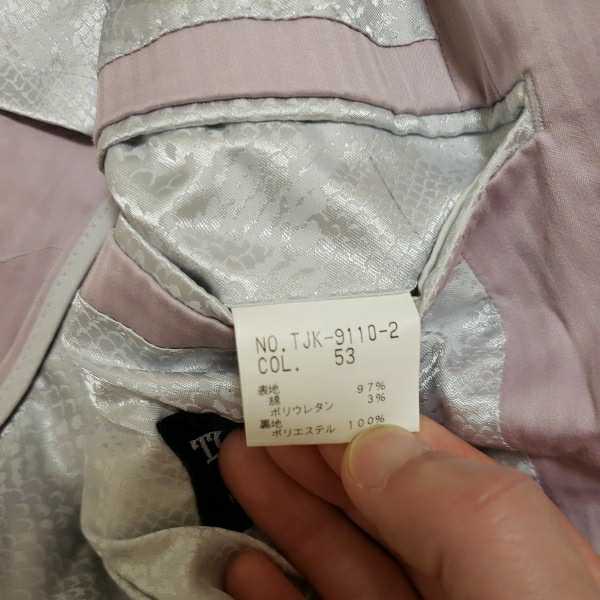 NO.TJK-9110-2
COL. 53
表地
綿 97%
ポリウレタン 3%
裏地
ポリエステル 100%